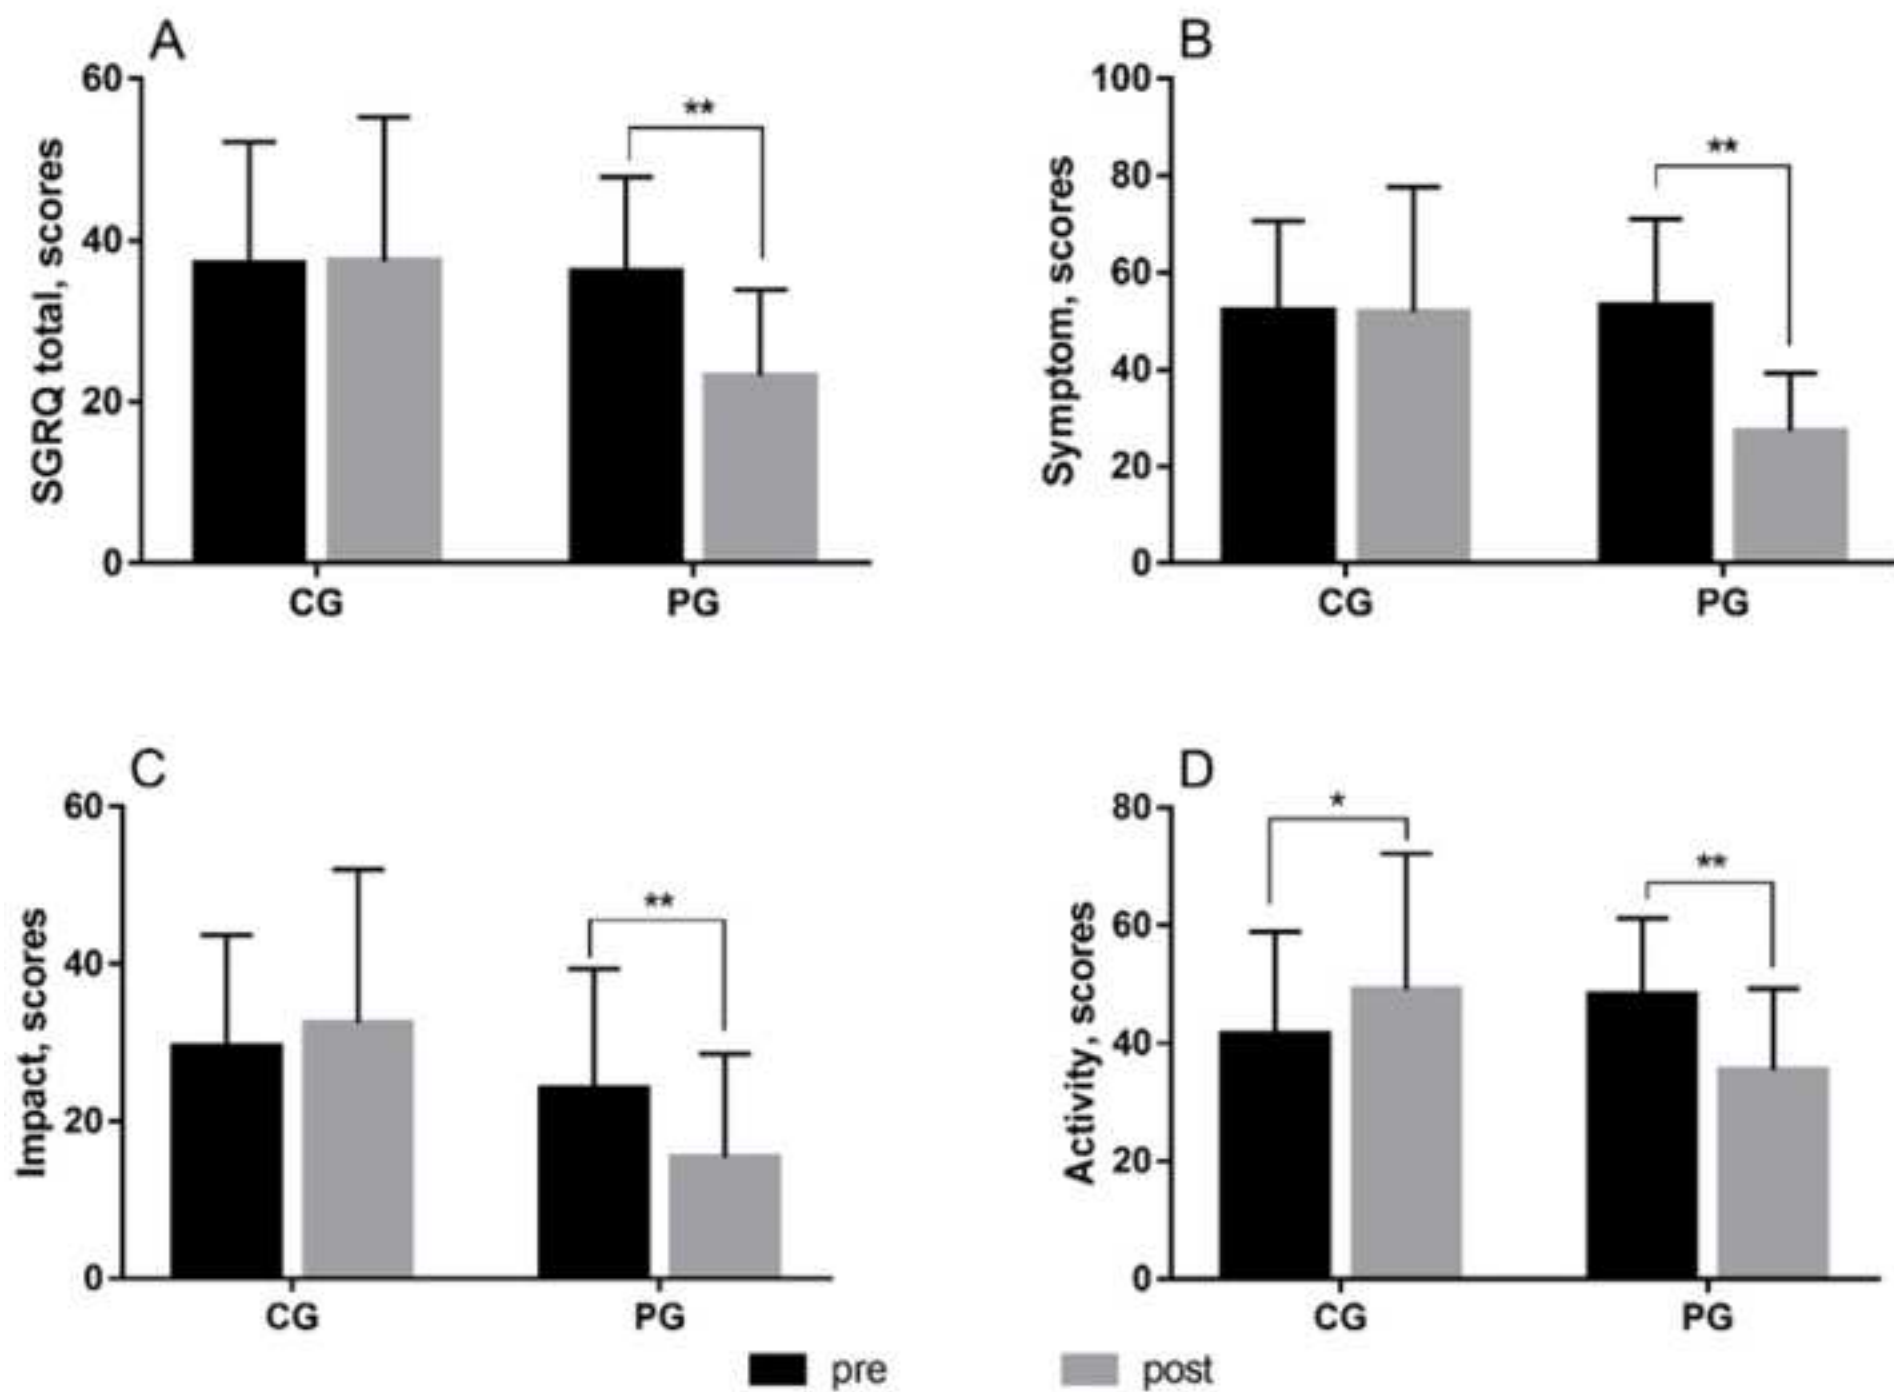 A
SGRQ total, scores
60
40
20
0
**
CG
PG
B
Symptom, scores
100
80
60
40
20
0
**
CG
PG
C
Impact, scores
60
40
20
0
**
CG
PG
D
Activity, scores
80
60
40
20
0
*
**
CG
PG
pre
post